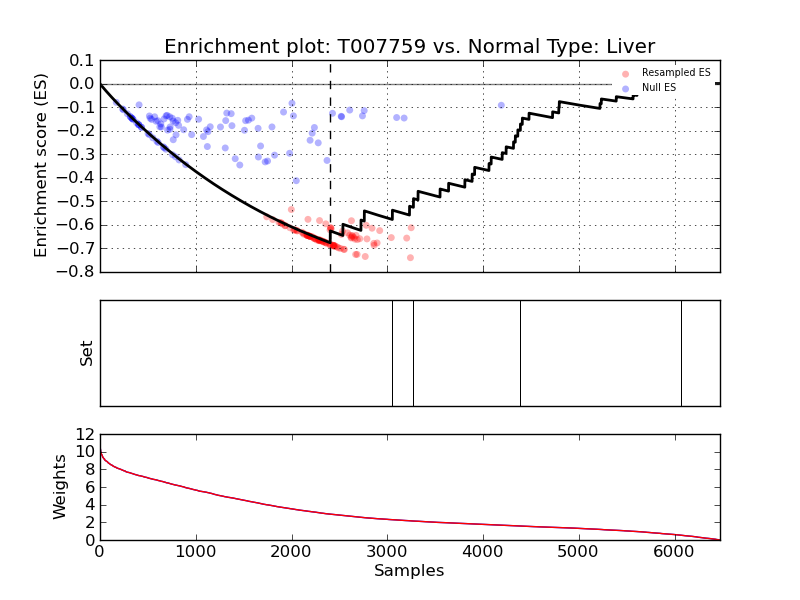 Enrichment plot: T007759 vs. Normal Type: Liver
Enrichment score (ES)
0.1
0.0
−0.1
−0.2
−0.3
−0.4
−0.5
−0.6
−0.7
−0.8
Resampled ES
Null ES
Set
Weights
12
10
8
6
4
2
0
0 1000 2000 3000 4000 5000 6000
Samples